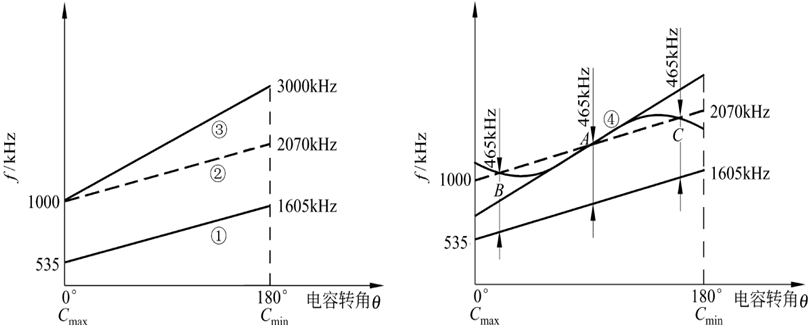 f/kHz
3000kHz
③
2070kHz
②
1000
1605kHz
①
535
0°
180°
电容转角θ
Cmax
Cmin
f/kHz
465kHz
465kHz
465kHz
④
2070kHz
A
C
1000
B
1605kHz
535
0°
180°
电容转角θ
Cmax
Cmin